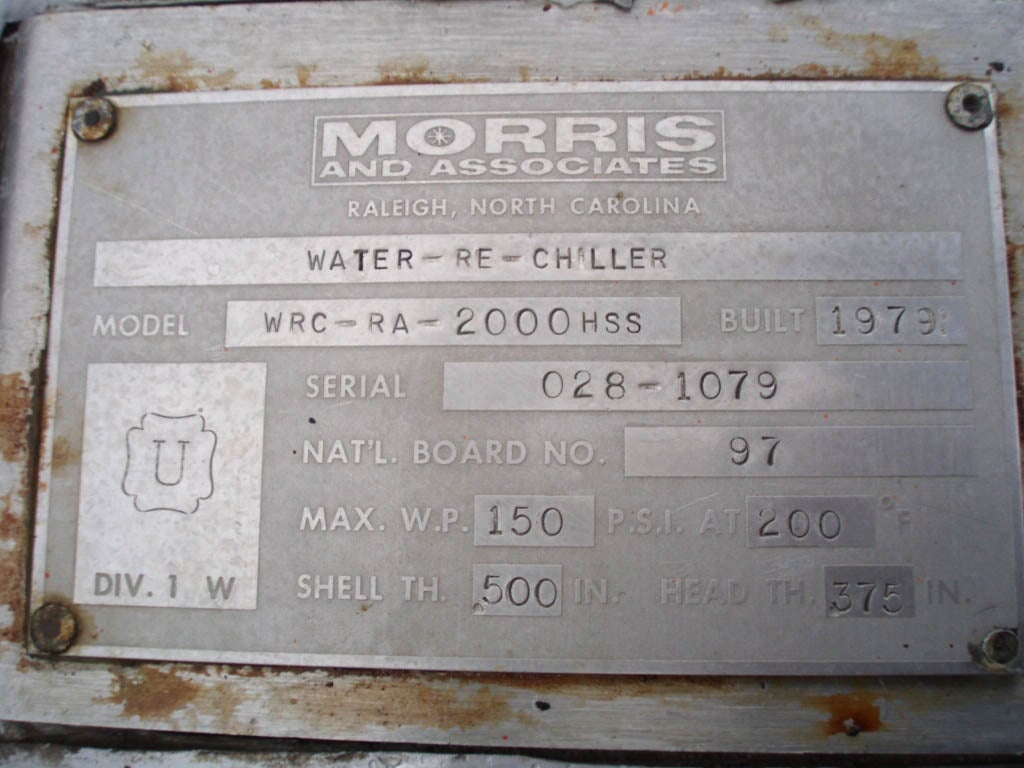 MORRIS
AND ASSOCIATES
RALEIGH, NORTH CAROLINA
WATER-RE-CHILLER
MODEL WRC-RA-2000HSS BUILT 1979
SERIAL 028-1079
U
NAT'L. BOARD NO. 97
MAX. W.P. 150 P.S.I. AT 200 °F
DIV. 1 W
SHELL TH. .500 IN. HEAD TH. .375 IN.